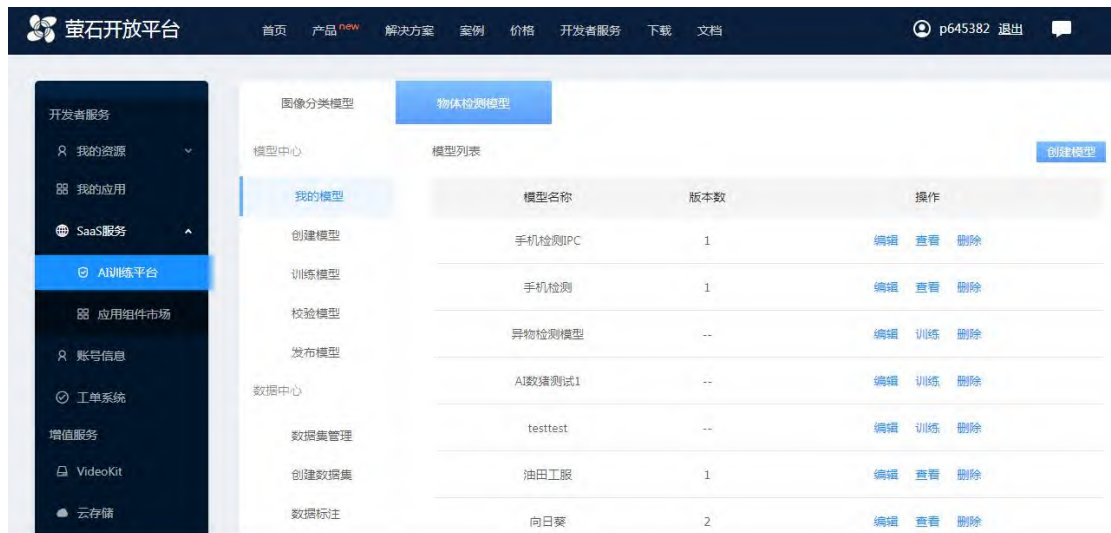 萤石开放平台 首页 产品 new 解决方案 案例 价格 开发者服务 下载 文档 p645382 退出
开发者服务
我的资源
我的应用
SaaS服务
AI训练平台
应用组件市场
账号信息
工单系统
增值服务
VideoKit
云存储
图像分类模型 物体检测模型
模型中心
我的模型
创建模型
训练模型
校验模型
发布模型
数据中心
数据集管理
创建数据集
数据标注
模型列表 创建模型
模型名称 版本数 操作
手机检测IPC 1 编辑 查看 删除
手机检测 1 编辑 查看 删除
异物检测模型 -- 编辑 训练 删除
AI数猪测试1 -- 编辑 训练 删除
testtest -- 编辑 训练 删除
油田工服 1 编辑 查看 删除
向日葵 2 编辑 查看 删除